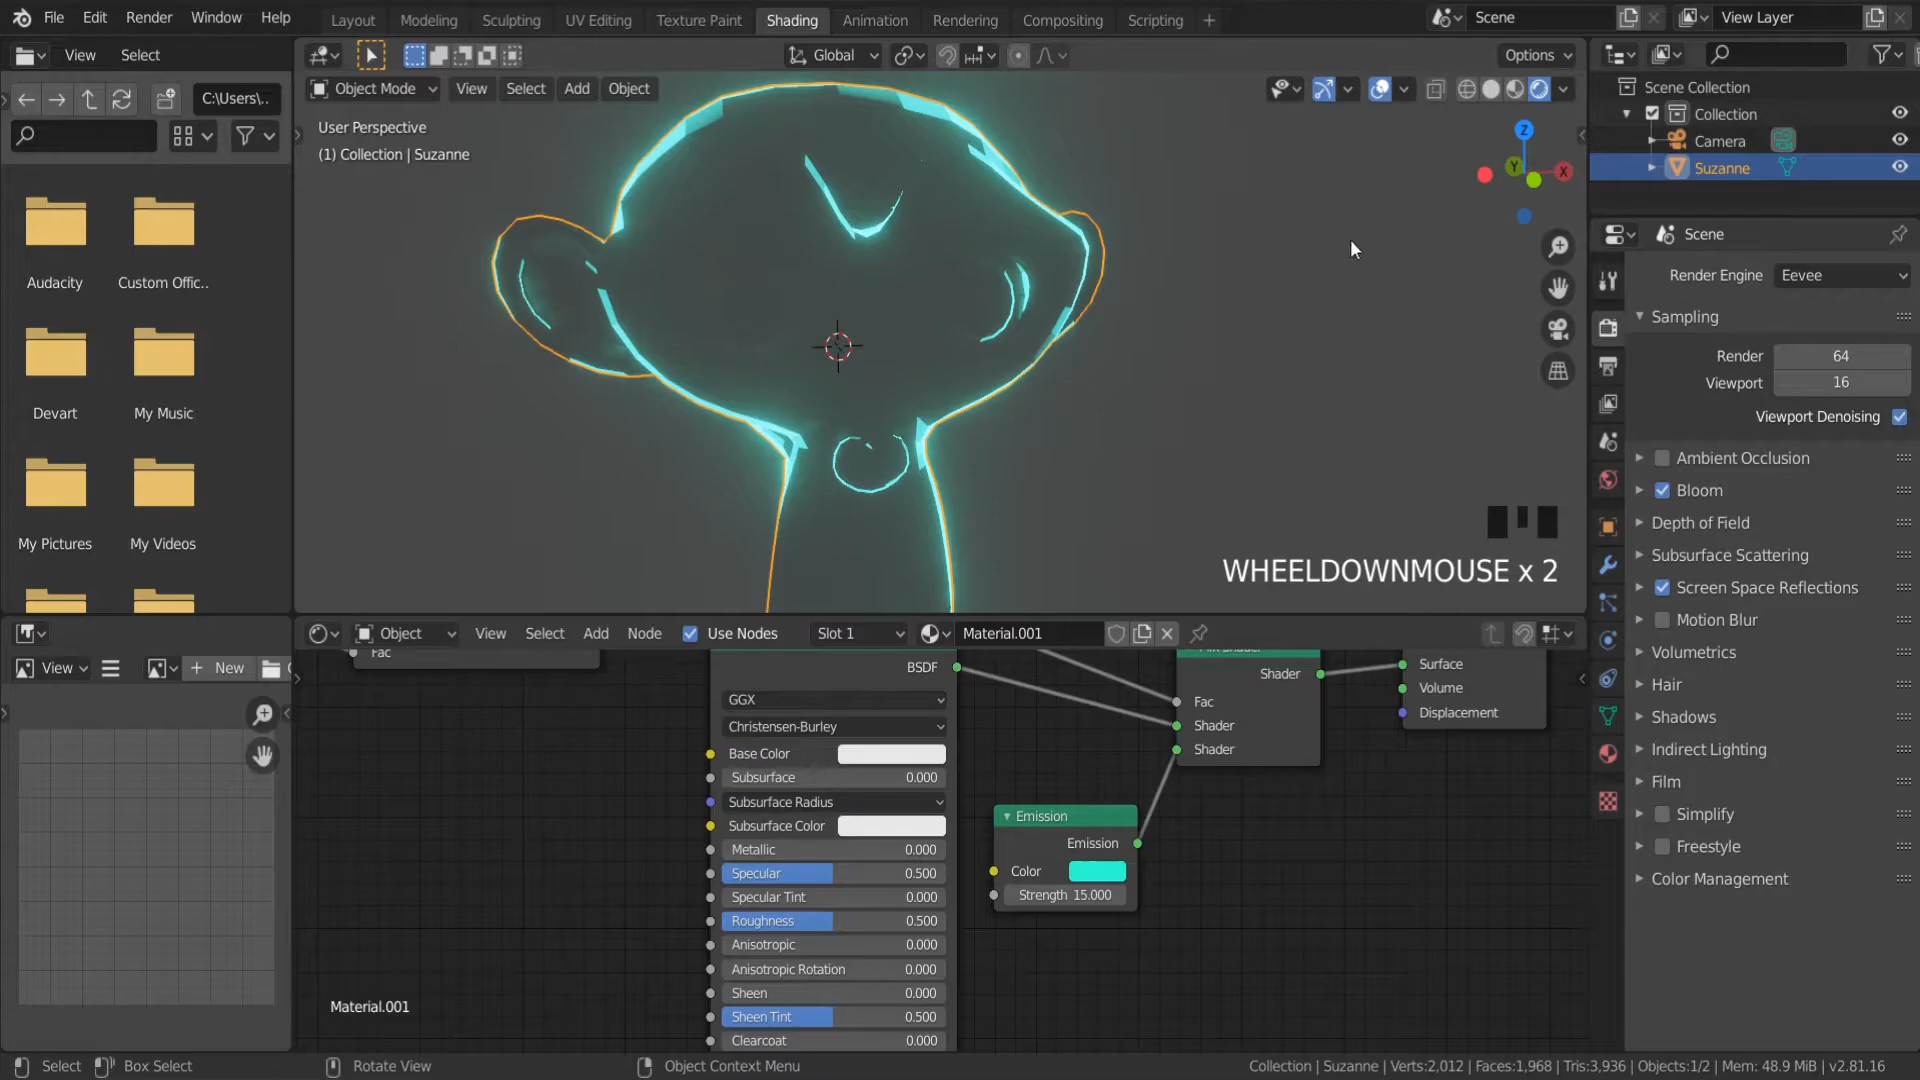 File Edit Render Window Help
Layout Modeling Sculpting UV Editing Texture Paint Shading Animation Rendering Compositing Scripting +
Scene
View Layer
View Select
Global
Options
C:\Users\..
Object Mode View Select Add Object
User Perspective
(1) Collection | Suzanne
Z
Y
X
Audacity Custom Offic..
Devart My Music
My Pictures My Videos
WHEELDOWNMOUSE x 2
Scene Collection
Collection
Camera
Suzanne
Scene
Render Engine Eevee
Sampling
Render 64
Viewport 16
Viewport Denoising
Ambient Occlusion
Bloom
Depth of Field
Subsurface Scattering
Screen Space Reflections
Motion Blur
Volumetrics
Hair
Shadows
Indirect Lighting
Film
Simplify
Freestyle
Color Management
View + New
Object View Select Add Node Use Nodes Slot 1 Material.001
Fac
BSDF
GGX
Christensen-Burley
Base Color
Subsurface 0.000
Subsurface Radius
Subsurface Color
Metallic 0.000
Specular 0.500
Specular Tint 0.000
Roughness 0.500
Anisotropic 0.000
Anisotropic Rotation 0.000
Sheen 0.000
Sheen Tint 0.500
Clearcoat 0.000
Shader
Fac
Shader
Shader
Surface
Volume
Displacement
Emission
Emission
Color
Strength 15.000
Material.001
Select Box Select Rotate View Object Context Menu
Collection | Suzanne | Verts:2,012 | Faces:1,968 | Tris:3,936 | Objects:1/2 | Mem: 48.9 MiB | v2.81.16